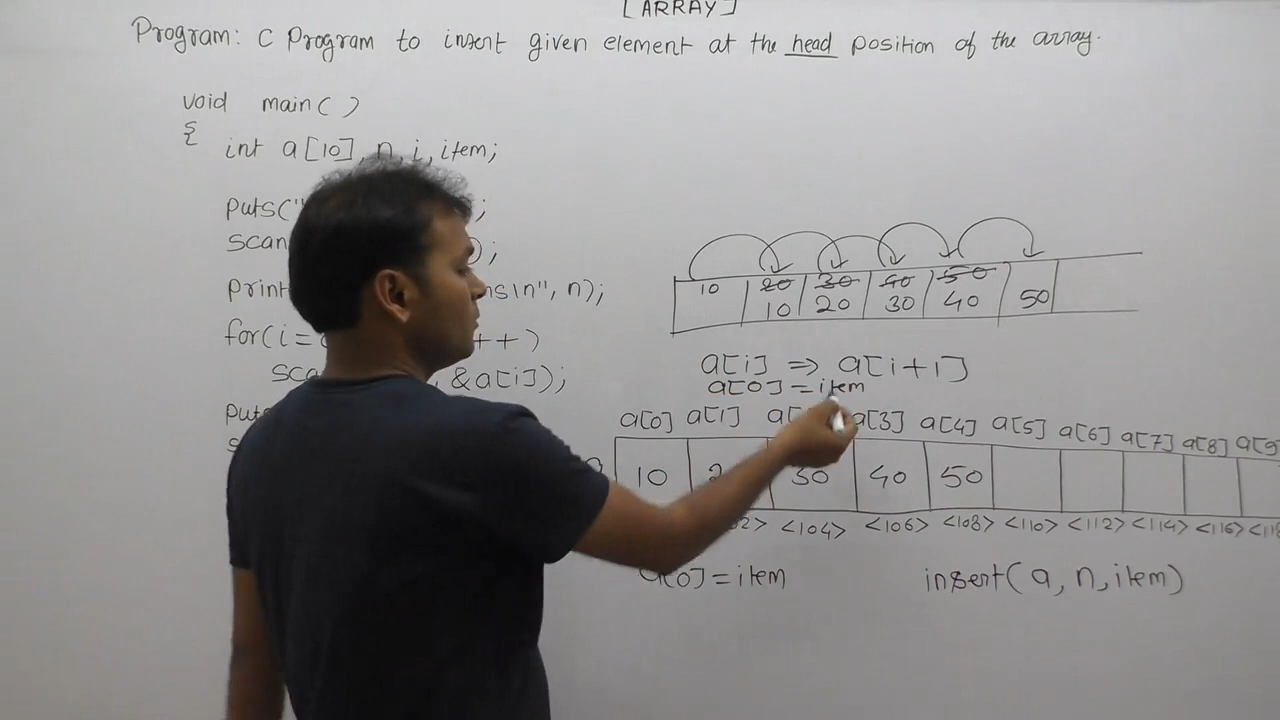 [ARRAY]
Program: C Program to insert given element at the head position of the array.
void main( )
{
int a[10], n, i, item;
puts("
;
scan
);
print
ns\n", n);
for(i=
++)
sca
, &a[i]);
put
10 20 30 40 50
10 20 30 40 50
a[i] => a[i+1]
a[0] = item
a[0] a[1] a[3] a[4] a[5] a[6] a[7] a[8] a[9
10 2 30 40 50
02> <104> <106> <108> <110> <112> <114> <116> <118
a[0] = item
insert(a, n, item)